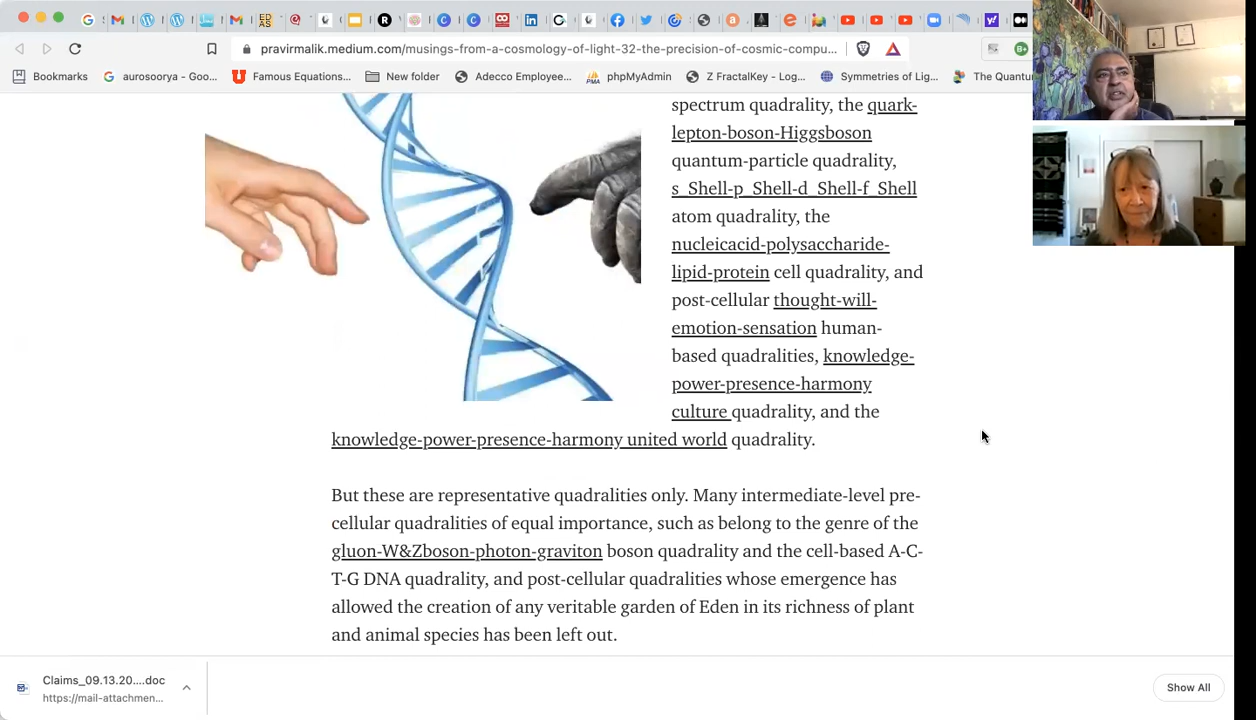 pravirmalik.medium.com/musings-from-a-cosmology-of-light-32-the-precision-of-cosmic-compu...
Bookmarks
aurosoorya - Goo...
Famous Equations...
New folder
Adecco Employee...
phpMyAdmin
Z FractalKey - Log...
Symmetries of Lig...
The Quantu
spectrum quadrality, the quark-
lepton-boson-Higgsboson
quantum-particle quadrality,
s_Shell-p_Shell-d_Shell-f_Shell
atom quadrality, the
nucleicacid-polysaccharide-
lipid-protein cell quadrality, and
post-cellular thought-will-
emotion-sensation human-
based quadralities, knowledge-
power-presence-harmony
culture quadrality, and the
knowledge-power-presence-harmony united world quadrality.
But these are representative quadralities only. Many intermediate-level pre-
cellular quadralities of equal importance, such as belong to the genre of the
gluon-W&Zboson-photon-graviton boson quadrality and the cell-based A-C-
T-G DNA quadrality, and post-cellular quadralities whose emergence has
allowed the creation of any veritable garden of Eden in its richness of plant
and animal species has been left out.
Claims_09.13.20....doc
https://mail-attachmen...
Show All